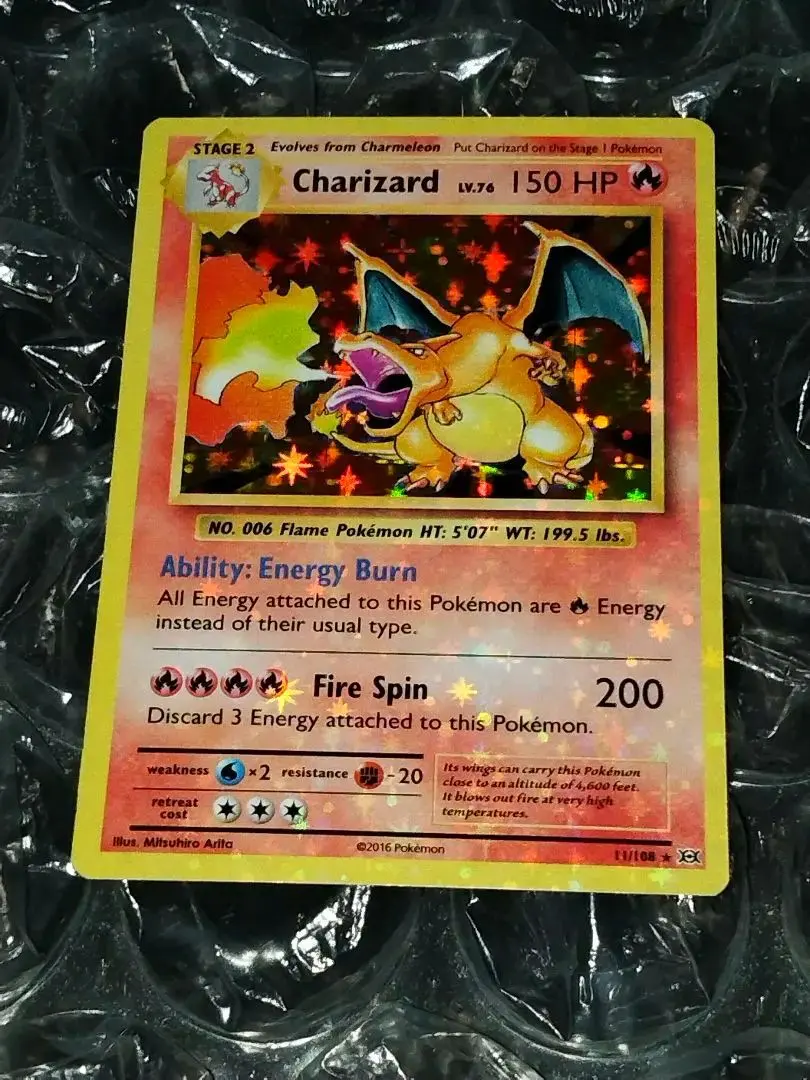 STAGE 2 Evolves from Charmeleon Put Charizard on the Stage 1 Pokémon
Charizard LV.76 150 HP
NO. 006 Flame Pokémon HT: 5'07" WT: 199.5 lbs.
Ability: Energy Burn
All Energy attached to this Pokémon are Energy
instead of their usual type.
Fire Spin 200
Discard 3 Energy attached to this Pokémon.
weakness ×2 resistance -20
retreat
cost
Its wings can carry this Pokémon
close to an altitude of 4,600 feet.
It blows out fire at very high
temperatures.
Illus. Mitsuhiro Arita ©2016 Pokémon 11/108